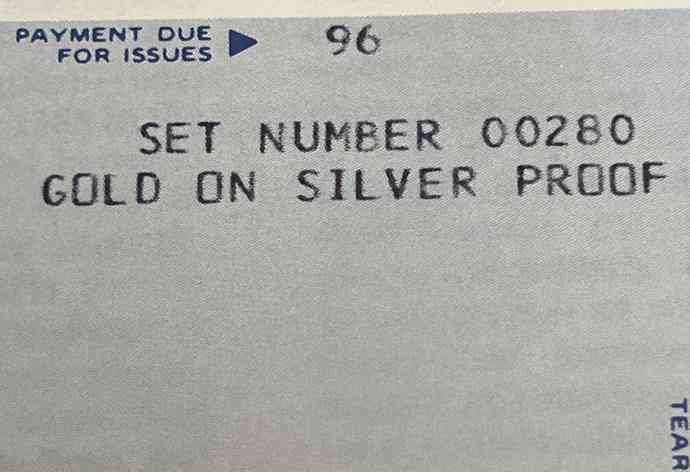 PAYMENT DUE
FOR ISSUES ▶ 96
SET NUMBER 00280
GOLD ON SILVER PROOF
TEAR